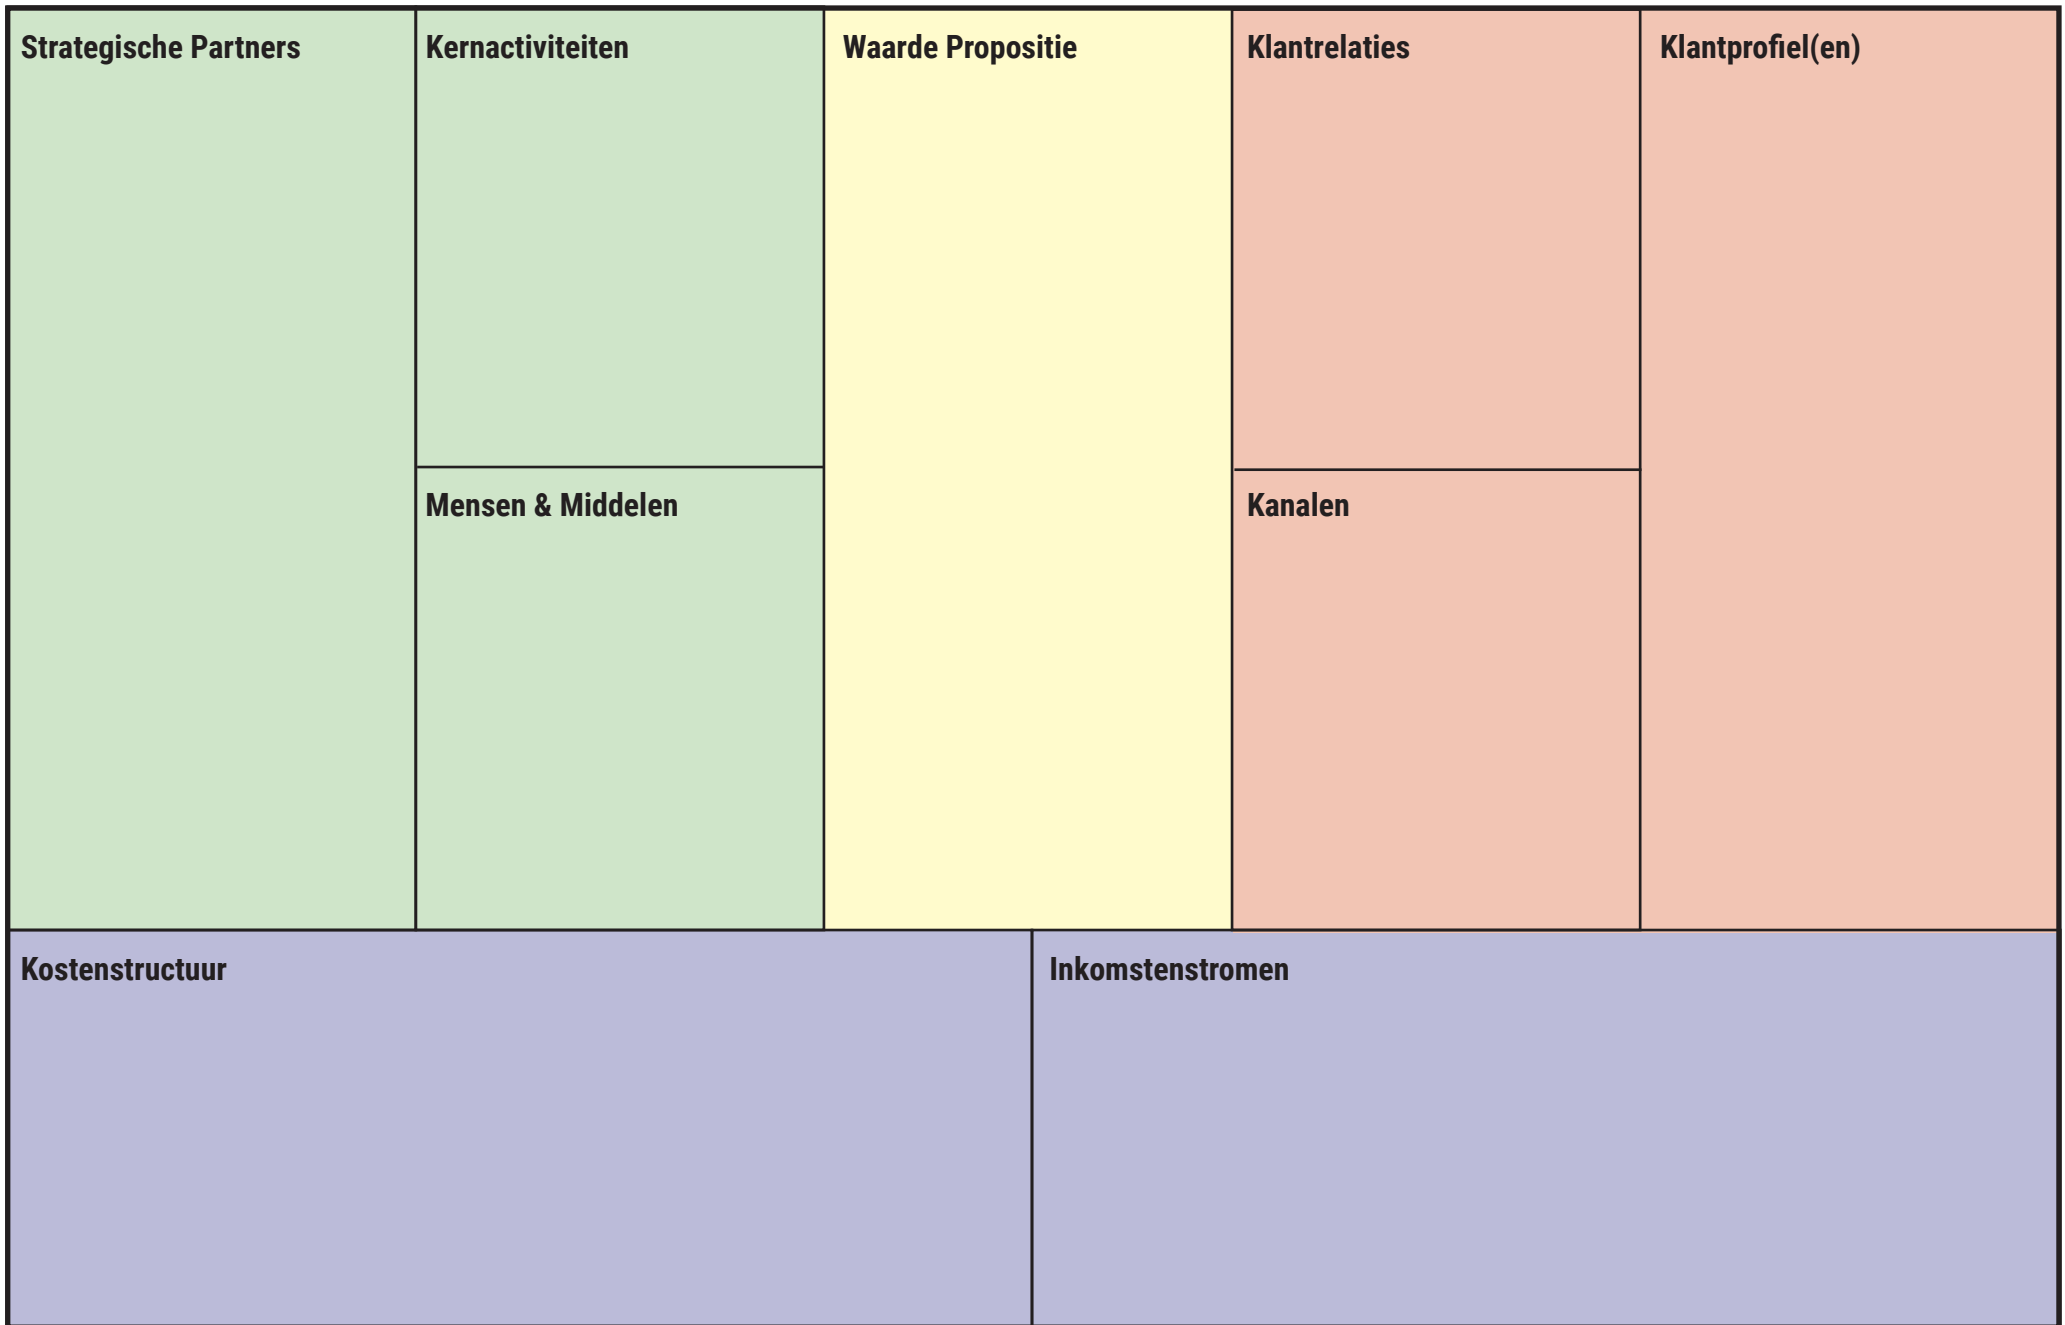 Strategische Partners
Kernactiviteiten
Waarde Propositie
Klantrelaties
Klantprofiel(en)
Mensen & Middelen
Kanalen
Kostenstructuur
Inkomstenstromen